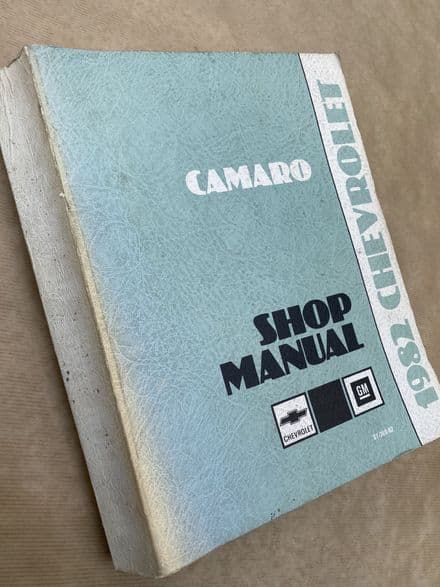 CAMARO
1982 CHEVROLET
SHOP
MANUAL
CHEVROLET
GM